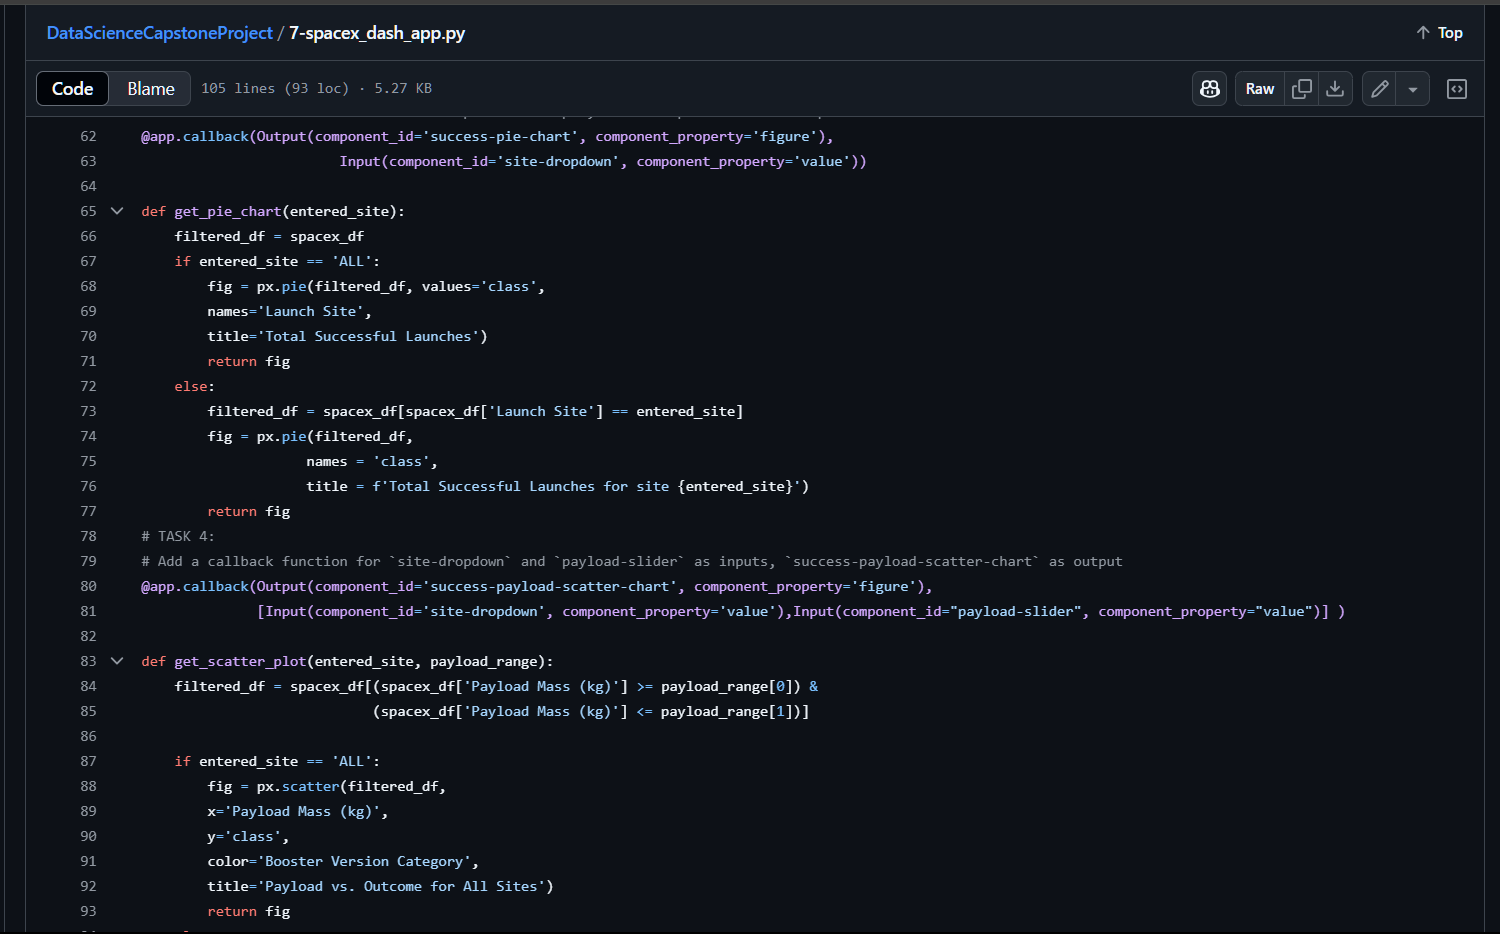 DataScienceCapstoneProject / 7-spacex_dash_app.py
Top
Code Blame 105 lines (93 loc) · 5.27 KB
Raw
62 @app.callback(Output(component_id='success-pie-chart', component_property='figure'),
63 Input(component_id='site-dropdown', component_property='value'))
64
65 def get_pie_chart(entered_site):
66 filtered_df = spacex_df
67 if entered_site == 'ALL':
68 fig = px.pie(filtered_df, values='class',
69 names='Launch Site',
70 title='Total Successful Launches')
71 return fig
72 else:
73 filtered_df = spacex_df[spacex_df['Launch Site'] == entered_site]
74 fig = px.pie(filtered_df,
75 names = 'class',
76 title = f'Total Successful Launches for site {entered_site}')
77 return fig
78 # TASK 4:
79 # Add a callback function for `site-dropdown` and `payload-slider` as inputs, `success-payload-scatter-chart` as output
80 @app.callback(Output(component_id='success-payload-scatter-chart', component_property='figure'),
81 [Input(component_id='site-dropdown', component_property='value'),Input(component_id="payload-slider", component_property="value")] )
82
83 def get_scatter_plot(entered_site, payload_range):
84 filtered_df = spacex_df[(spacex_df['Payload Mass (kg)'] >= payload_range[0]) &
85 (spacex_df['Payload Mass (kg)'] <= payload_range[1])]
86
87 if entered_site == 'ALL':
88 fig = px.scatter(filtered_df,
89 x='Payload Mass (kg)',
90 y='class',
91 color='Booster Version Category',
92 title='Payload vs. Outcome for All Sites')
93 return fig